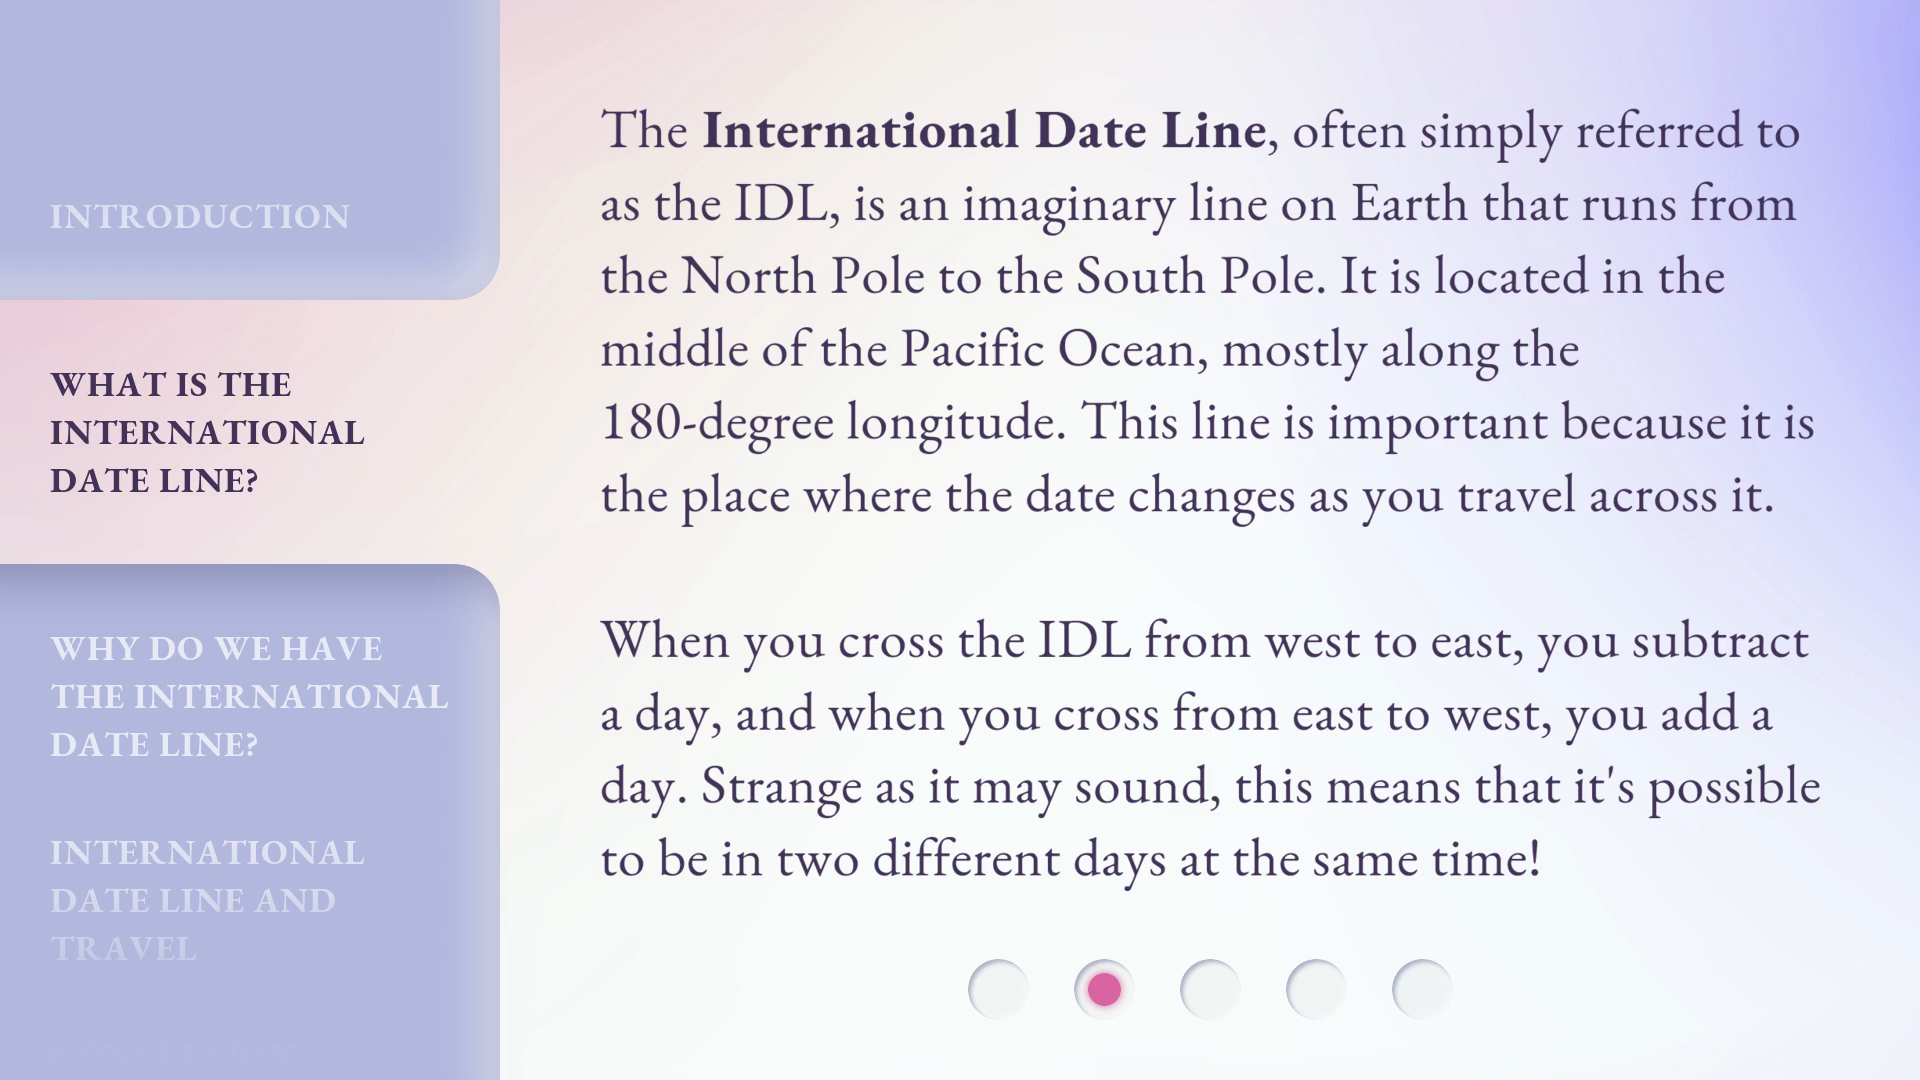 INTRODUCTION
WHAT IS THE
INTERNATIONAL
DATE LINE?
WHY DO WE HAVE
THE INTERNATIONAL
DATE LINE?
INTERNATIONAL
DATE LINE AND
TRAVEL
CONCLUSION
The International Date Line, often simply referred to
as the IDL, is an imaginary line on Earth that runs from
the North Pole to the South Pole. It is located in the
middle of the Pacific Ocean, mostly along the
180-degree longitude. This line is important because it is
the place where the date changes as you travel across it.
When you cross the IDL from west to east, you subtract
a day, and when you cross from east to west, you add a
day. Strange as it may sound, this means that it's possible
to be in two different days at the same time!